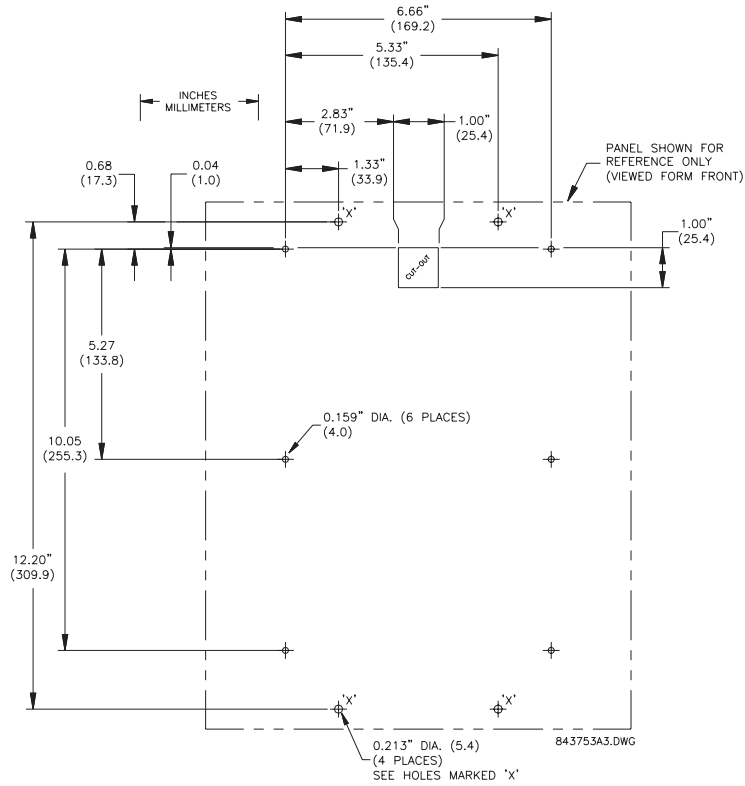 6.66"
(169.2)
5.33"
(135.4)
INCHES
MILLIMETERS
2.83"
(71.9)
1.00"
(25.4)
PANEL SHOWN FOR
REFERENCE ONLY
(VIEWED FORM FRONT)
0.68
(17.3)
0.04
(1.0)
1.33"
(33.9)
'X'
'X'
1.00"
(25.4)
CUT-OUT
5.27
(133.8)
0.159" DIA. (6 PLACES)
(4.0)
10.05
(255.3)
12.20"
(309.9)
'X'
'X'
0.213" DIA. (5.4)
(4 PLACES)
SEE HOLES MARKED 'X'
843753A3.DWG